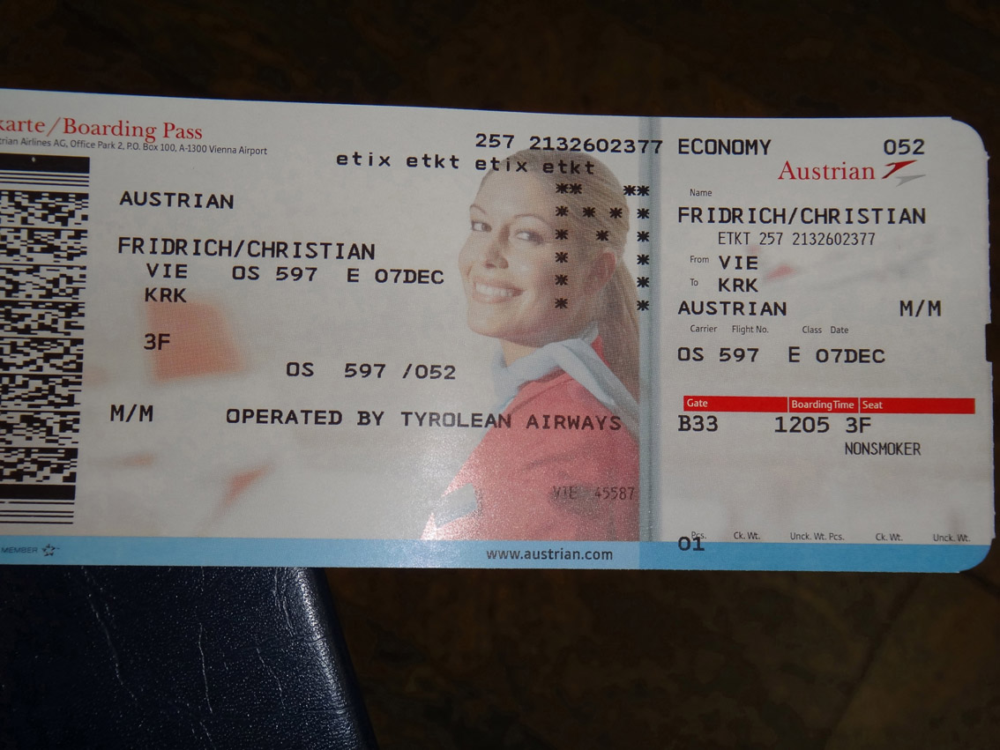 karte/Boarding Pass
trian Airlines AG, Office Park 2, P.O. Box 100, A-1300 Vienna Airport
257 2132602377
etix etkt etix etkt
** **
* * * *
* * *
* *
* *
* *
AUSTRIAN
FRIDRICH/CHRISTIAN
VIE OS 597 E 07DEC
KRK
3F
OS 597 /052
M/M OPERATED BY TYROLEAN AIRWAYS
VIE 45587
MEMBER
www.austrian.com
ECONOMY 052
Austrian
Name
FRIDRICH/CHRISTIAN
ETKT 257 2132602377
From VIE
To KRK
AUSTRIAN M/M
Carrier Flight No. Class Date
OS 597 E 07DEC
Gate Boarding Time Seat
B33 1205 3F
NONSMOKER
Pcs. Ck. Wt. Unck. Wt. Pcs. Ck. Wt. Unck. Wt.
01